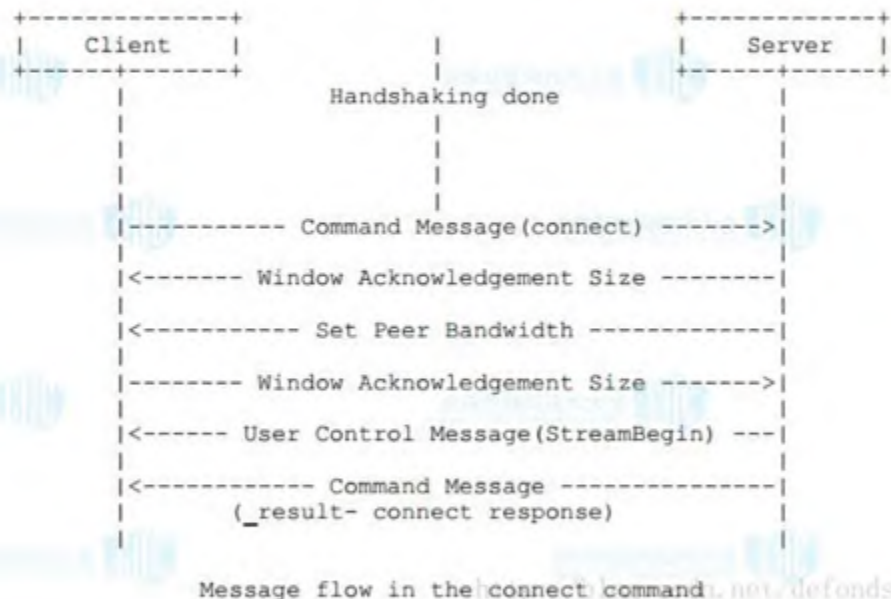 +-------------+ +-------------+
| Client | | | Server |
+------+------+ | +------+------+
| Handshaking done |
| | |
| | |
| | |
| | |
|----------- Command Message(connect) ------->|
| |
|<------- Window Acknowledgement Size --------|
| |
|<----------- Set Peer Bandwidth -------------|
| |
|-------- Window Acknowledgement Size ------->|
| |
|<------ User Control Message(StreamBegin) ---|
| |
|<------------ Command Message ---------------|
| (_result- connect response) |
| |
Message flow in the connect command